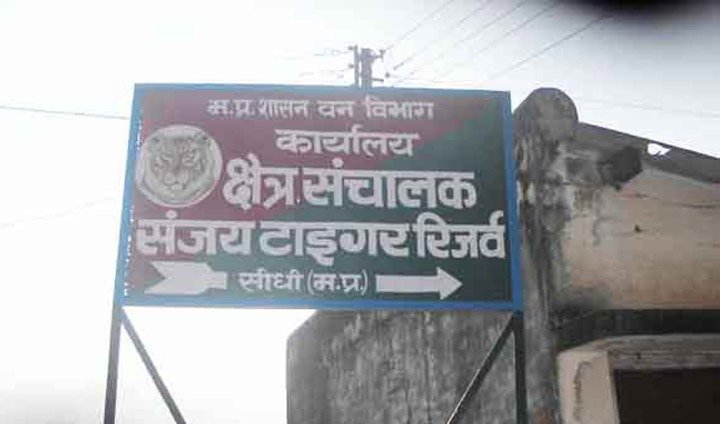 म.प्र. शासन वन विभाग
कार्यालय
क्षैत्र संचालक
संजय टाइगर रिजर्व
सीधी (म.प्र.)